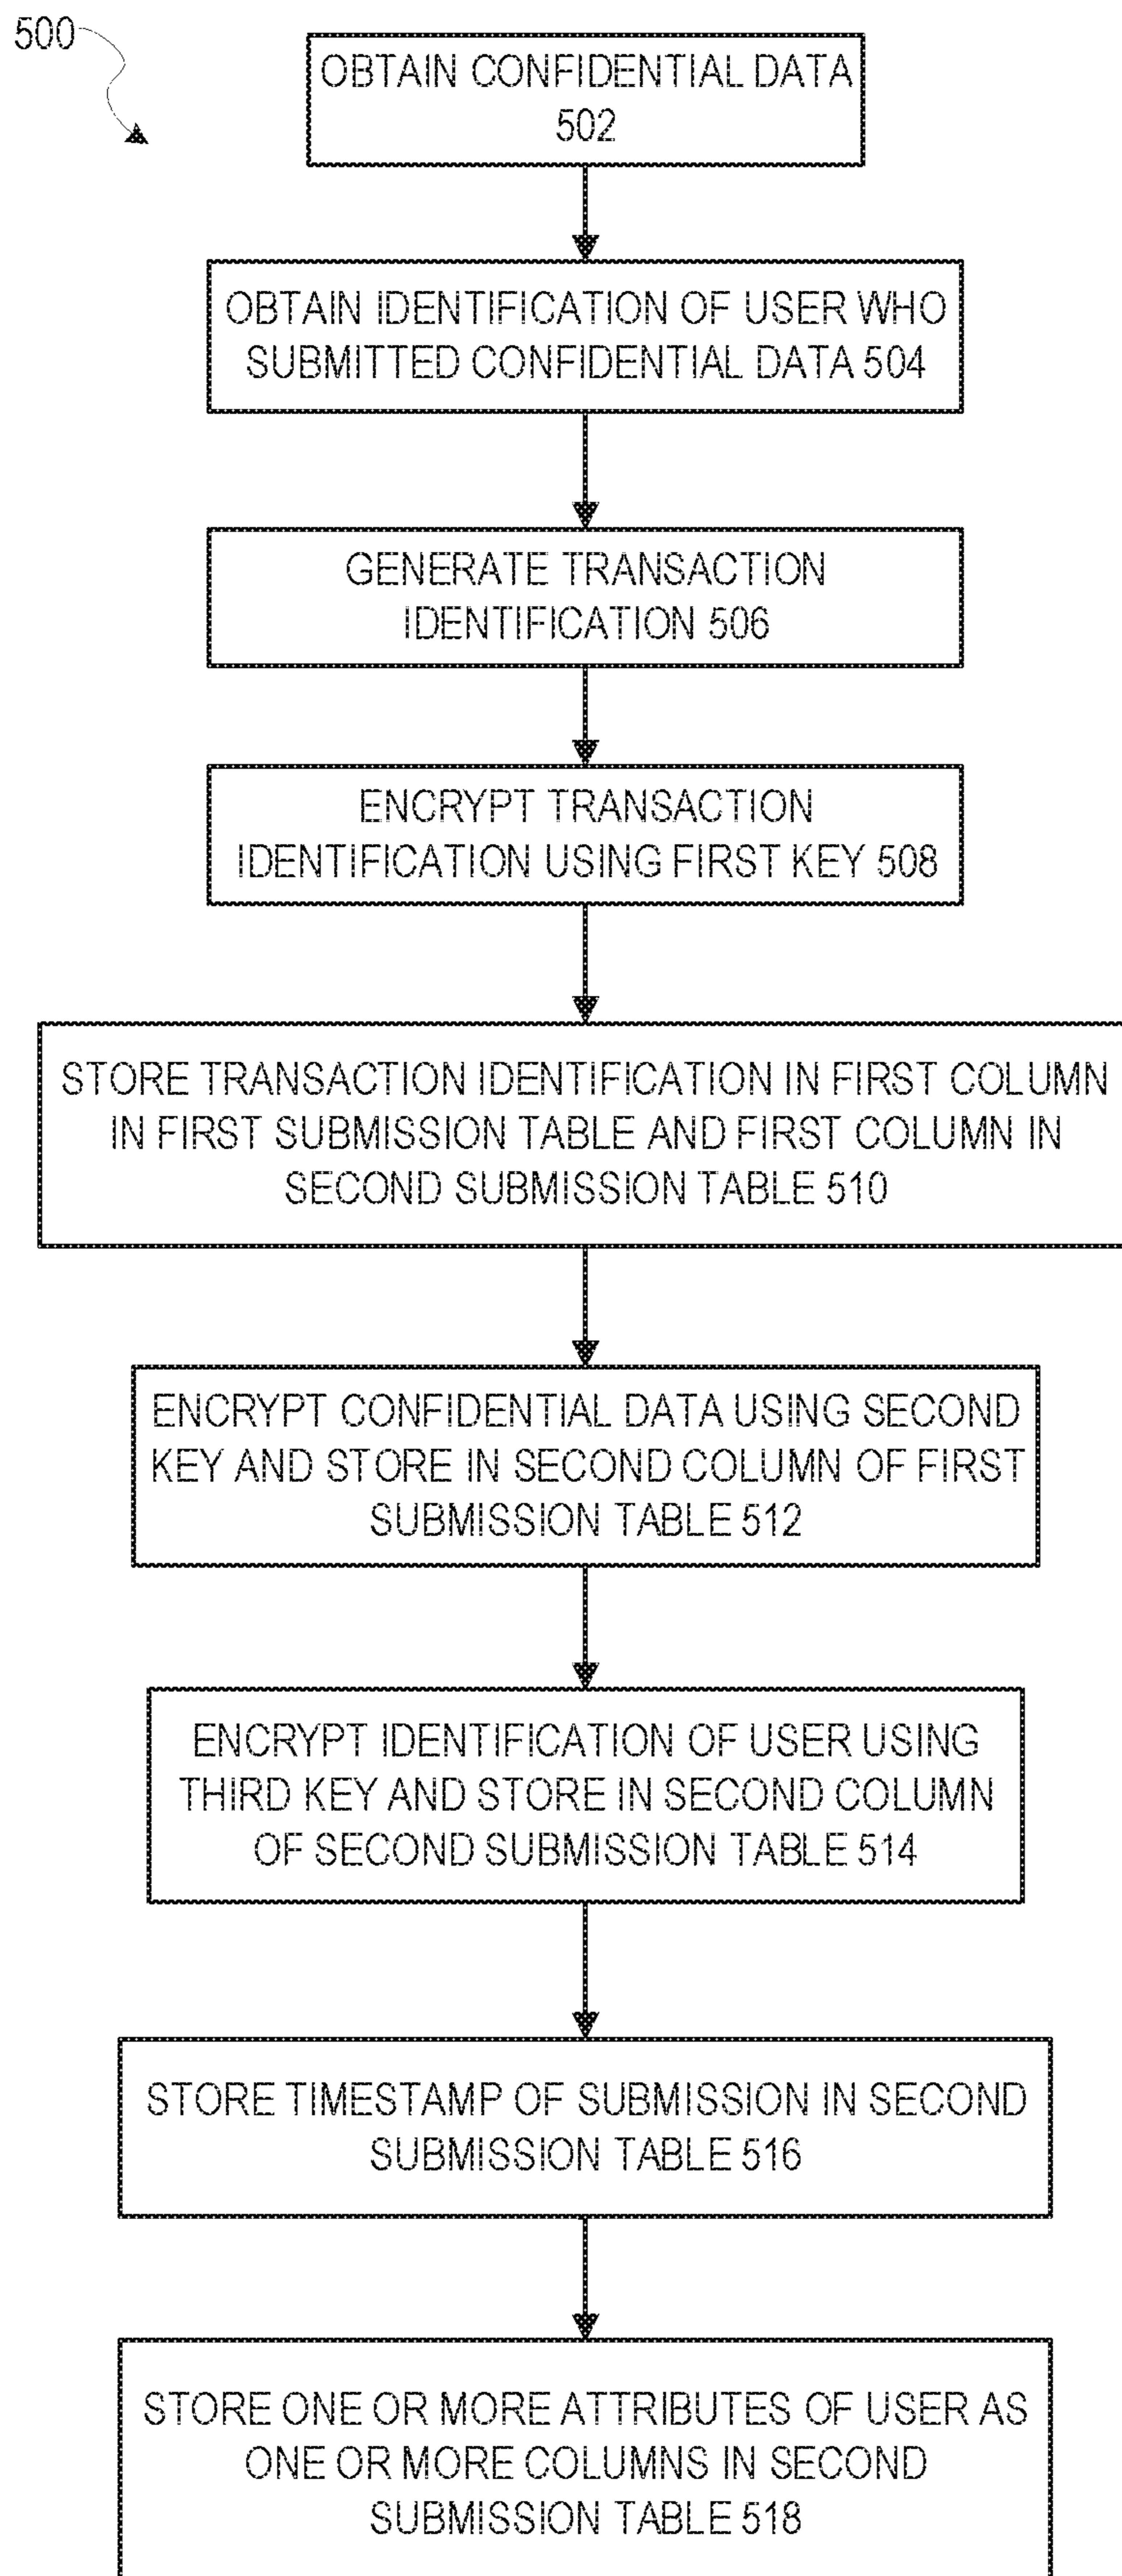 500
OBTAIN CONFIDENTIAL DATA
502
OBTAIN IDENTIFICATION OF USER WHO
SUBMITTED CONFIDENTIAL DATA 504
GENERATE TRANSACTION
IDENTIFICATION 506
ENCRYPT TRANSACTION
IDENTIFICATION USING FIRST KEY 508
STORE TRANSACTION IDENTIFICATION IN FIRST COLUMN
IN FIRST SUBMISSION TABLE AND FIRST COLUMN IN
SECOND SUBMISSION TABLE 510
ENCRYPT CONFIDENTIAL DATA USING SECOND
KEY AND STORE IN SECOND COLUMN OF FIRST
SUBMISSION TABLE 512
ENCRYPT IDENTIFICATION OF USER USING
THIRD KEY AND STORE IN SECOND COLUMN
OF SECOND SUBMISSION TABLE 514
STORE TIMESTAMP OF SUBMISSION IN SECOND
SUBMISSION TABLE 516
STORE ONE OR MORE ATTRIBUTES OF USER AS
ONE OR MORE COLUMNS IN SECOND
SUBMISSION TABLE 518